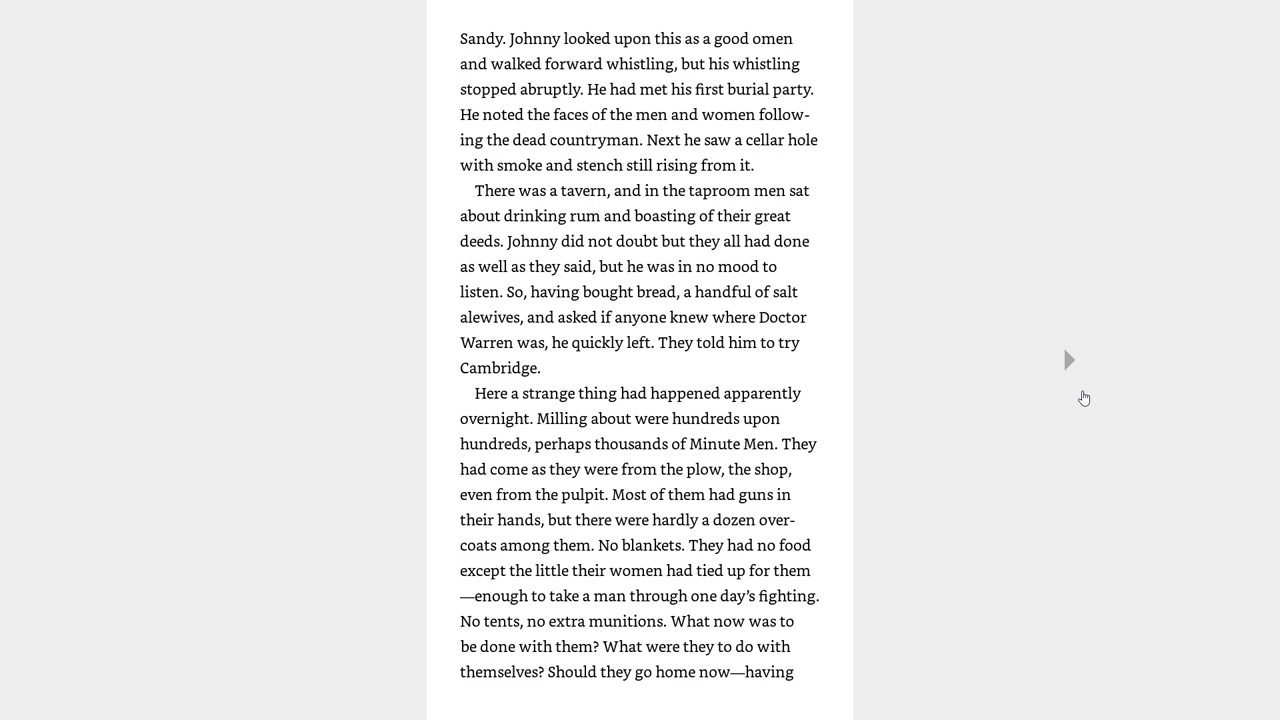 Sandy. Johnny looked upon this as a good omen
and walked forward whistling, but his whistling
stopped abruptly. He had met his first burial party.
He noted the faces of the men and women follow-
ing the dead countryman. Next he saw a cellar hole
with smoke and stench still rising from it.
There was a tavern, and in the taproom men sat
about drinking rum and boasting of their great
deeds. Johnny did not doubt but they all had done
as well as they said, but he was in no mood to
listen. So, having bought bread, a handful of salt
alewives, and asked if anyone knew where Doctor
Warren was, he quickly left. They told him to try
Cambridge.
Here a strange thing had happened apparently
overnight. Milling about were hundreds upon
hundreds, perhaps thousands of Minute Men. They
had come as they were from the plow, the shop,
even from the pulpit. Most of them had guns in
their hands, but there were hardly a dozen over-
coats among them. No blankets. They had no food
except the little their women had tied up for them
—enough to take a man through one day’s fighting.
No tents, no extra munitions. What now was to
be done with them? What were they to do with
themselves? Should they go home now—having